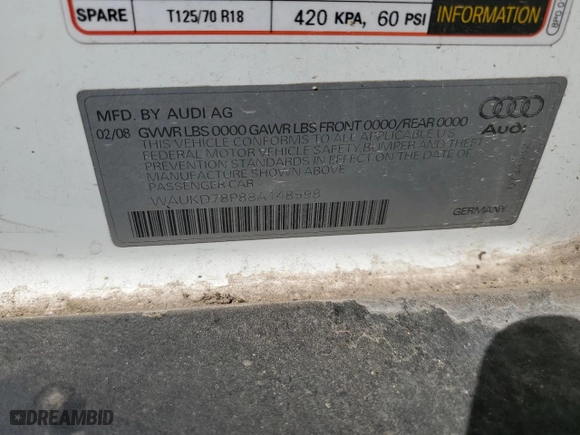 SPARE T125/70 R18 420 KPA, 60 PSI INFORMATION
MFD. BY AUDI AG
02/08 GVWR LBS 0000 GAWR LBS FRONT 0000/REAR 0000
THIS VEHICLE CONFORMS TO ALL APPLICABLE U.S.
FEDERAL MOTOR VEHICLE SAFETY, BUMPER AND THEFT
PREVENTION STANDARDS IN EFFECT ON THE DATE OF
MANUFACTURE SHOWN ABOVE.
PASSENGER CAR
WAUKD78P88A148598
Audi
GERMANY
DREAMBID